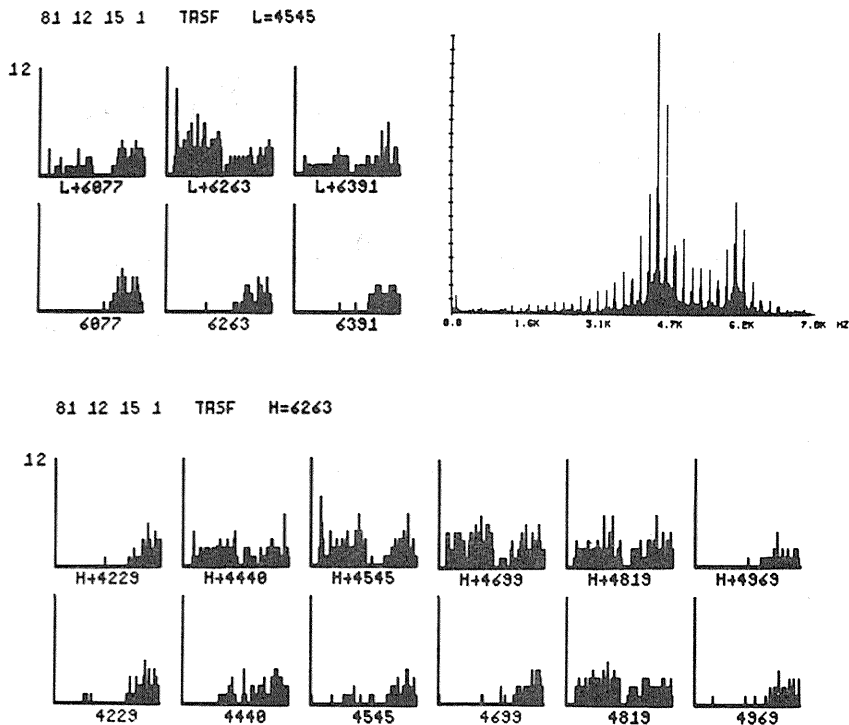 81 12 15 1 TASF L=4545
12
L+6077 L+6263 L+6391
6077 6263 6391
0.0 1.6K 3.1K 4.7K 6.2K 7.8K HZ
81 12 15 1 TASF H=6263
12
H+4229 H+4440 H+4545 H+4699 H+4819 H+4969
4229 4440 4545 4699 4819 4969